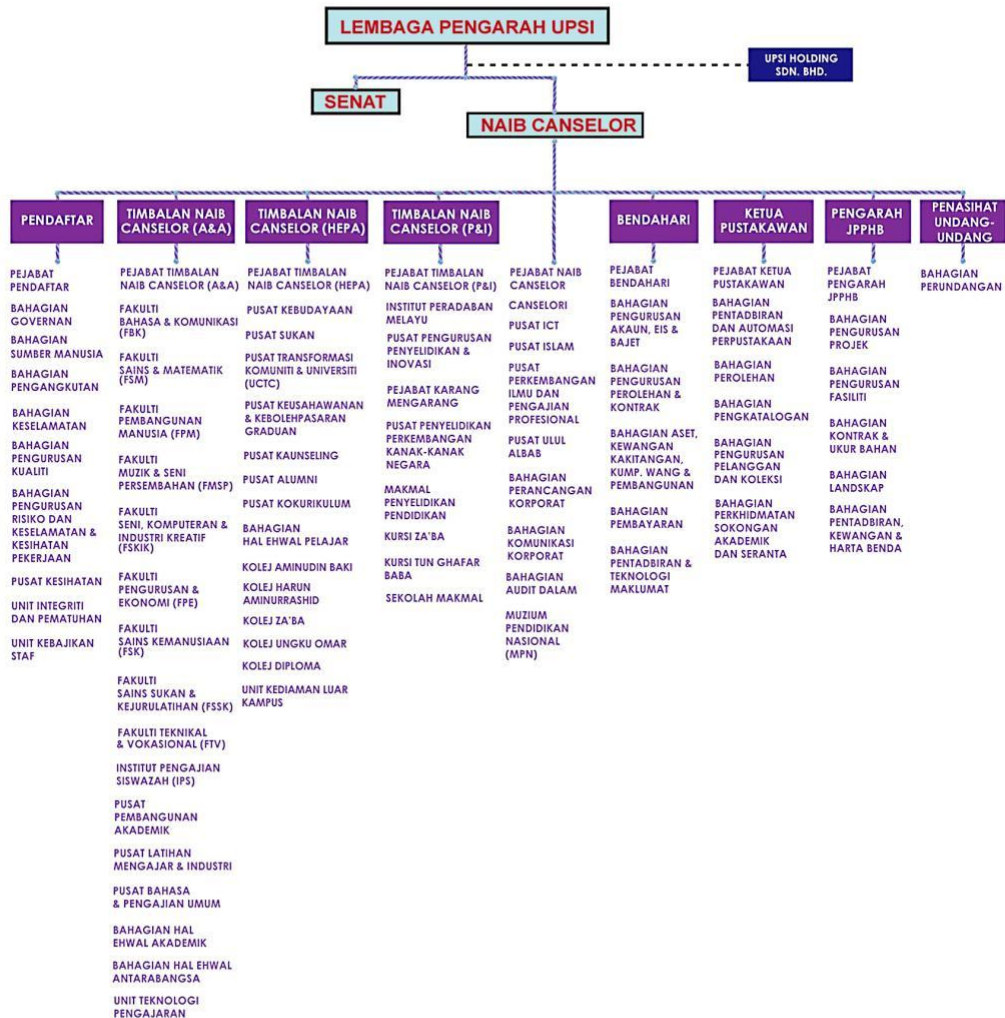 LEMBAGA PENGARAH UPSI
UPSI HOLDING
SDN. BHD.
SENAT
NAIB CANSELOR
PENDAFTAR
PEJABAT
PENDAFTAR
BAHAGIAN
GOVERNAN
BAHAGIAN
SUMBER MANUSIA
BAHAGIAN
PENGANGKUTAN
BAHAGIAN
KESELAMATAN
BAHAGIAN
PENGURUSAN
KUALITI
BAHAGIAN
PENGURUSAN
RISIKO DAN
KESELAMATAN &
KESIHATAN
PEKERJAAN
PUSAT KESIHATAN
UNIT INTEGRITI
DAN PEMATUHAN
UNIT KEBAJIKAN
STAF
TIMBALAN NAIB
CANSELOR (A&A)
PEJABAT TIMBALAN
NAIB CANSELOR (A&A)
FAKULTI
BAHASA & KOMUNIKASI
(FBK)
FAKULTI
SAINS & MATEMATIK
(FSM)
FAKULTI
PEMBANGUNAN
MANUSIA (FPM)
FAKULTI
MUZIK & SENI
PERSEMBAHAN (FMSP)
FAKULTI
SENI, KOMPUTERAN &
INDUSTRI KREATIF
(FSKIK)
FAKULTI
PENGURUSAN &
EKONOMI (FPE)
FAKULTI
SAINS KEMANUSIAAN
(FSK)
FAKULTI
SAINS SUKAN &
KEJURULATIHAN (FSSK)
FAKULTI TEKNIKAL
& VOKASIONAL (FTV)
INSTITUT PENGAJIAN
SISWAZAH (IPS)
PUSAT
PEMBANGUNAN
AKADEMIK
PUSAT LATIHAN
MENGAJAR & INDUSTRI
PUSAT BAHASA
& PENGAJIAN UMUM
BAHAGIAN HAL
EHWAL AKADEMIK
BAHAGIAN HAL EHWAL
ANTARABANGSA
UNIT TEKNOLOGI
PENGAJARAN
TIMBALAN NAIB
CANSELOR (HEPA)
PEJABAT TIMBALAN
NAIB CANSELOR (HEPA)
PUSAT KEBUDAYAAN
PUSAT SUKAN
PUSAT TRANSFORMASI
KOMUNITI & UNIVERSITI
(UCTC)
PUSAT KEUSAHAWANAN
& KEBOLEHPASARAN
GRADUAN
PUSAT KAUNSELING
PUSAT ALUMNI
PUSAT KOKURIKULUM
BAHAGIAN
HAL EHWAL PELAJAR
KOLEJ AMINUDIN BAKI
KOLEJ HARUN
AMINURRASHID
KOLEJ ZA'BA
KOLEJ UNGKU OMAR
KOLEJ DIPLOMA
UNIT KEDIAMAN LUAR
KAMPUS
TIMBALAN NAIB
CANSELOR (P&I)
PEJABAT TIMBALAN
NAIB CANSELOR (P&I)
INSTITUT PERADABAN
MELAYU
PUSAT PENGURUSAN
PENYELIDIKAN &
INOVASI
PEJABAT KARANG
MENGARANG
PUSAT PENYELIDIKAN
PERKEMBANGAN
KANAK-KANAK
NEGARA
MAKMAL
PENYELIDIKAN
PENDIDIKAN
KURSI ZA'BA
KURSI TUN GHAFAR
BABA
SEKOLAH MAKMAL
PEJABAT NAIB
CANSELOR
CANSELORI
PUSAT ICT
PUSAT ISLAM
PUSAT
PERKEMBANGAN
ILMU DAN
PENGAJIAN
PROFESIONAL
PUSAT ULUL
ALBAB
BAHAGIAN
PERANCANGAN
KORPORAT
BAHAGIAN
KOMUNIKASI
KORPORAT
BAHAGIAN
AUDIT DALAM
MUZIUM
PENDIDIKAN
NASIONAL
(MPN)
BENDAHARI
PEJABAT
BENDAHARI
BAHAGIAN
PENGURUSAN
AKAUN, EIS &
BAJET
BAHAGIAN
PENGURUSAN
PEROLEHAN &
KONTRAK
BAHAGIAN ASET,
KEWANGAN
KAKITANGAN,
KUMP. WANG &
PEMBANGUNAN
BAHAGIAN
PEMBAYARAN
BAHAGIAN
PENTADBIRAN &
TEKNOLOGI
MAKLUMAT
KETUA
PUSTAKAWAN
PEJABAT KETUA
PUSTAKAWAN
BAHAGIAN
PENTADBIRAN
DAN AUTOMASI
PERPUSTAKAAN
BAHAGIAN
PEROLEHAN
BAHAGIAN
PENGKATALOGAN
BAHAGIAN
PENGURUSAN
PELANGGAN
DAN KOLEKSI
BAHAGIAN
PERKHIDMATAN
SOKONGAN
AKADEMIK
DAN SERANTA
PENGARAH
JPPHB
PEJABAT
PENGARAH
JPPHB
BAHAGIAN
PENGURUSAN
PROJEK
BAHAGIAN
PENGURUSAN
FASILITI
BAHAGIAN
KONTRAK &
UKUR BAHAN
BAHAGIAN
LANDSKAP
BAHAGIAN
PENTADBIRAN,
KEWANGAN &
HARTA BENDA
PENASIHAT
UNDANG-
UNDANG
BAHAGIAN
PERUNDANGAN